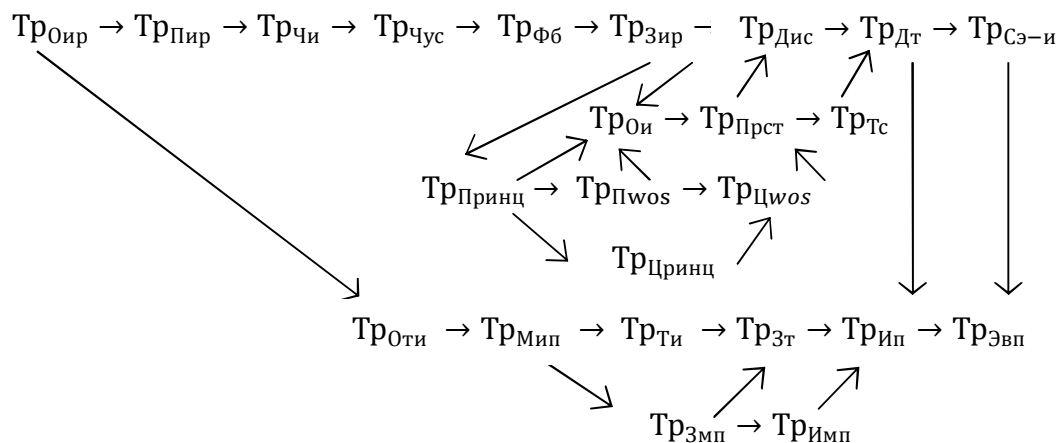 Тр_Оир → Тр_Пир → Тр_Чи → Тр_Чус → Тр_Фб → Тр_Зир – Тр_Дис → Тр_Дт → Тр_Сэ−и
Тр_Ои → Тр_Прст → Тр_Тс
Тр_Принц → Тр_Пwos → Тр_Цwos
Тр_Цринц
Тр_Оти → Тр_Мип → Тр_Ти → Тр_Зт → Тр_Ип → Тр_Эвп
Тр_Змп → Тр_Имп